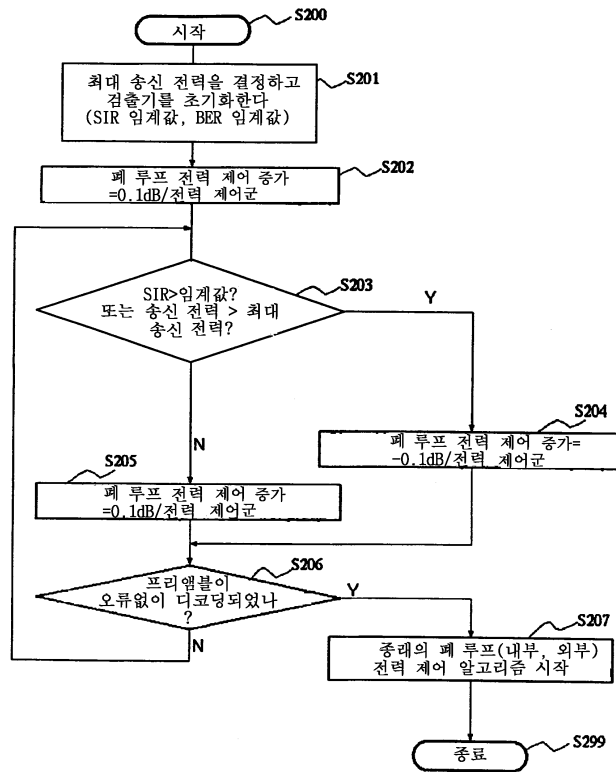 S200
시작
S201
최대 송신 전력을 결정하고
검출기를 초기화한다
(SIR 임계값, BER 임계값)
S202
폐 루프 전력 제어 증가
=0.1dB/전력 제어군
S203
SIR>임계값?
또는 송신 전력 > 최대
송신 전력?
Y
N
S204
폐 루프 전력 제어 증가=
-0.1dB/전력 제어군
S205
폐 루프 전력 제어 증가
=0.1dB/전력 제어군
S206
프리앰블이
오류없이 디코딩되었나
?
Y
N
S207
종래의 폐 루프(내부, 외부)
전력 제어 알고리즘 시작
S299
종료